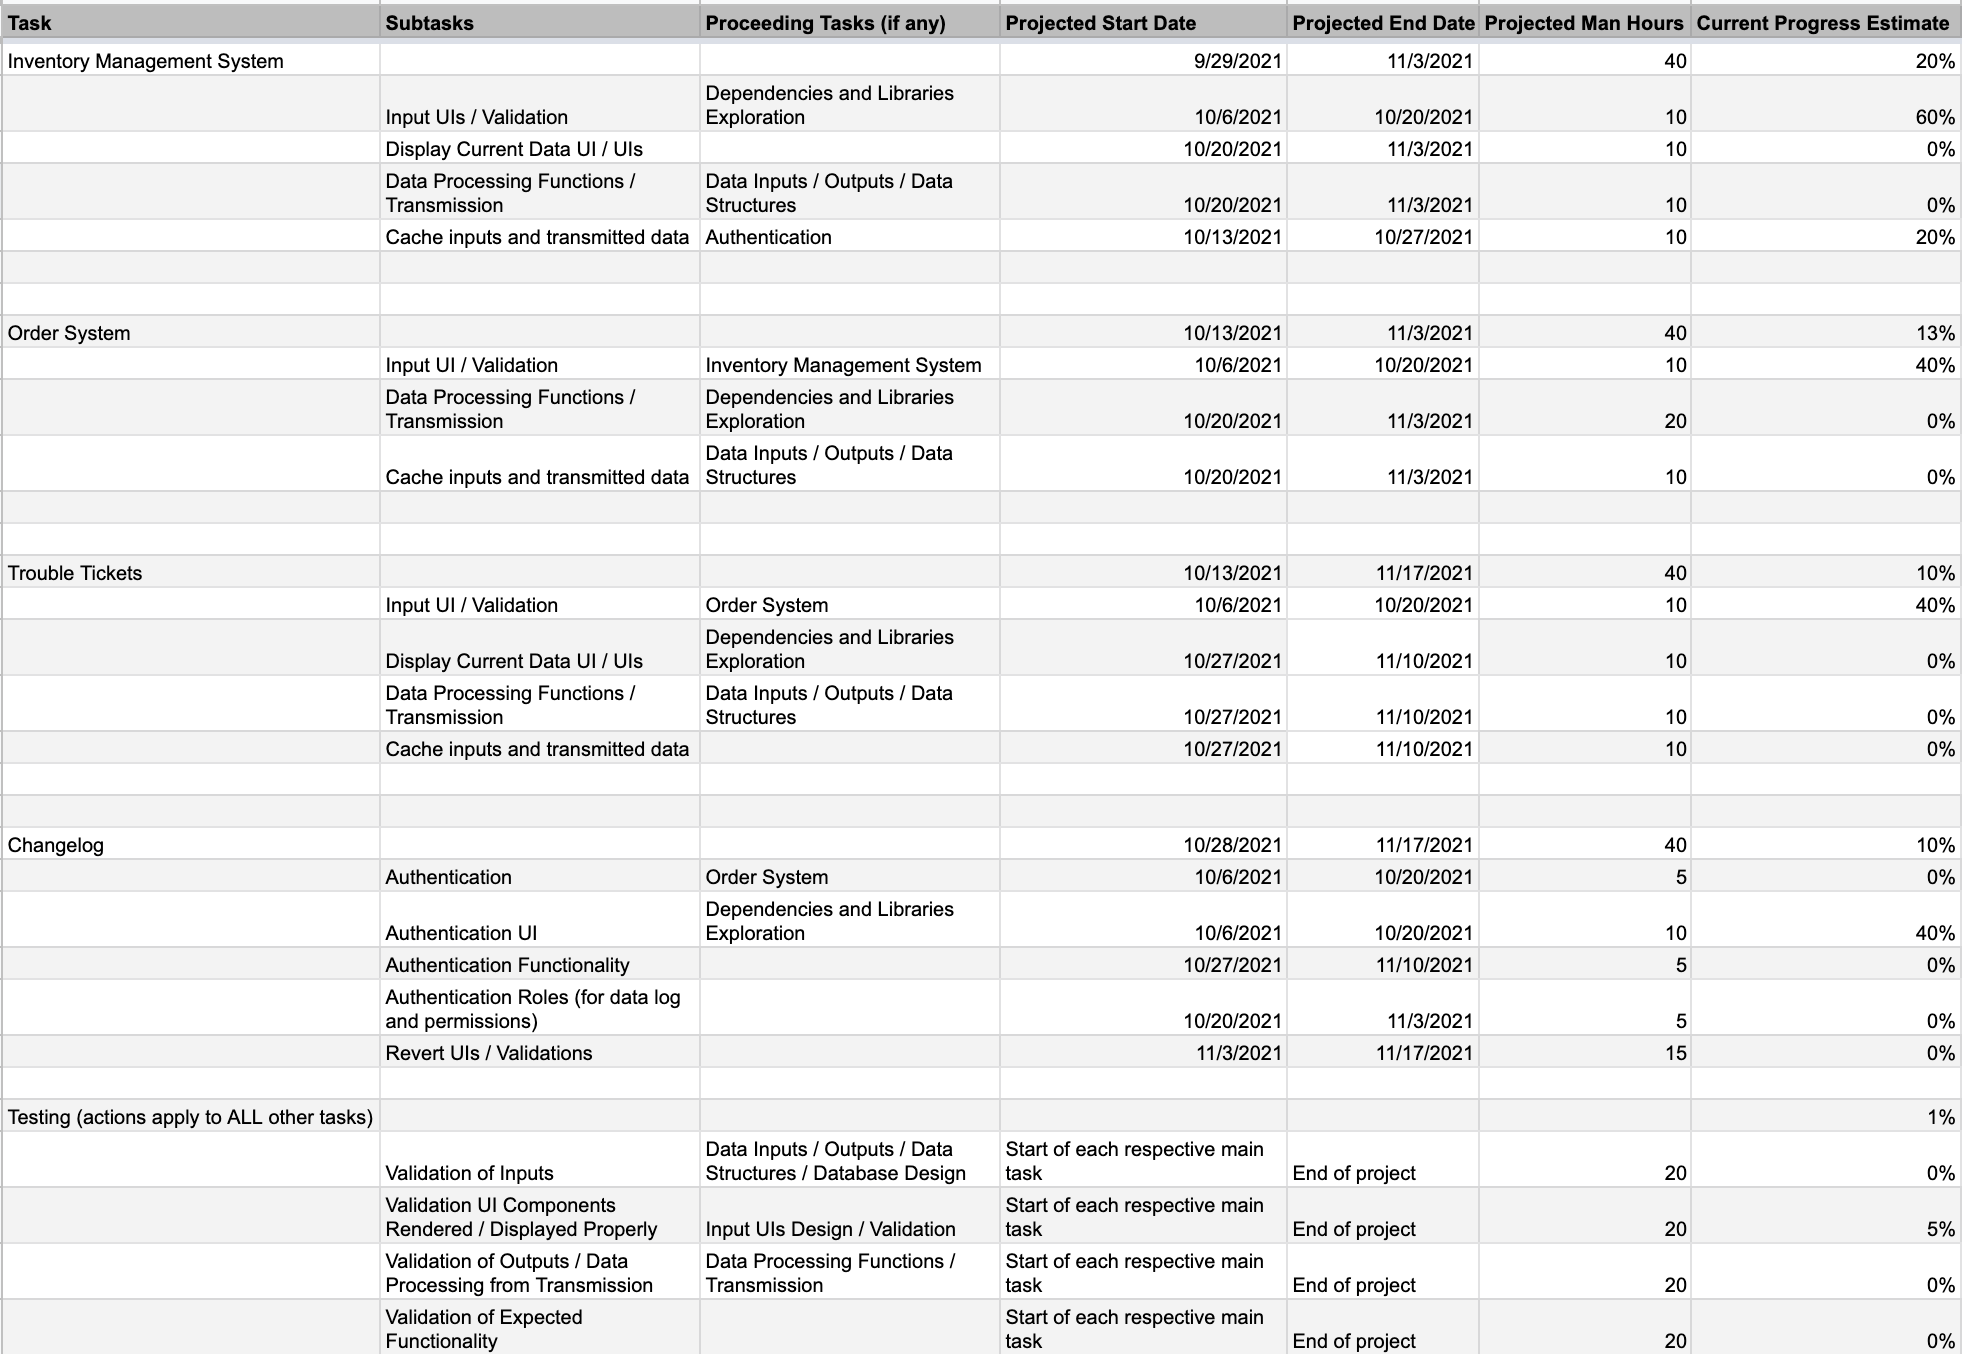 Task Subtasks Proceeding Tasks (if any) Projected Start Date Projected End Date Projected Man Hours Current Progress Estimate
Inventory Management System 9/29/2021 11/3/2021 40 20%
Dependencies and Libraries
Input UIs / Validation Exploration 10/6/2021 10/20/2021 10 60%
Display Current Data UI / UIs 10/20/2021 11/3/2021 10 0%
Data Processing Functions / Data Inputs / Outputs / Data
Transmission Structures 10/20/2021 11/3/2021 10 0%
Cache inputs and transmitted data Authentication 10/13/2021 10/27/2021 10 20%
Order System 10/13/2021 11/3/2021 40 13%
Input UI / Validation Inventory Management System 10/6/2021 10/20/2021 10 40%
Data Processing Functions / Dependencies and Libraries
Transmission Exploration 10/20/2021 11/3/2021 20 0%
Data Inputs / Outputs / Data
Cache inputs and transmitted data Structures 10/20/2021 11/3/2021 10 0%
Trouble Tickets 10/13/2021 11/17/2021 40 10%
Input UI / Validation Order System 10/6/2021 10/20/2021 10 40%
Dependencies and Libraries
Display Current Data UI / UIs Exploration 10/27/2021 11/10/2021 10 0%
Data Processing Functions / Data Inputs / Outputs / Data
Transmission Structures 10/27/2021 11/10/2021 10 0%
Cache inputs and transmitted data 10/27/2021 11/10/2021 10 0%
Changelog 10/28/2021 11/17/2021 40 10%
Authentication Order System 10/6/2021 10/20/2021 5 0%
Dependencies and Libraries
Authentication UI Exploration 10/6/2021 10/20/2021 10 40%
Authentication Functionality 10/27/2021 11/10/2021 5 0%
Authentication Roles (for data log
and permissions) 10/20/2021 11/3/2021 5 0%
Revert UIs / Validations 11/3/2021 11/17/2021 15 0%
Testing (actions apply to ALL other tasks) 1%
Data Inputs / Outputs / Data Start of each respective main
Validation of Inputs Structures / Database Design task End of project 20 0%
Validation UI Components Start of each respective main
Rendered / Displayed Properly Input UIs Design / Validation task End of project 20 5%
Validation of Outputs / Data Data Processing Functions / Start of each respective main
Processing from Transmission Transmission task End of project 20 0%
Validation of Expected Start of each respective main
Functionality task End of project 20 0%